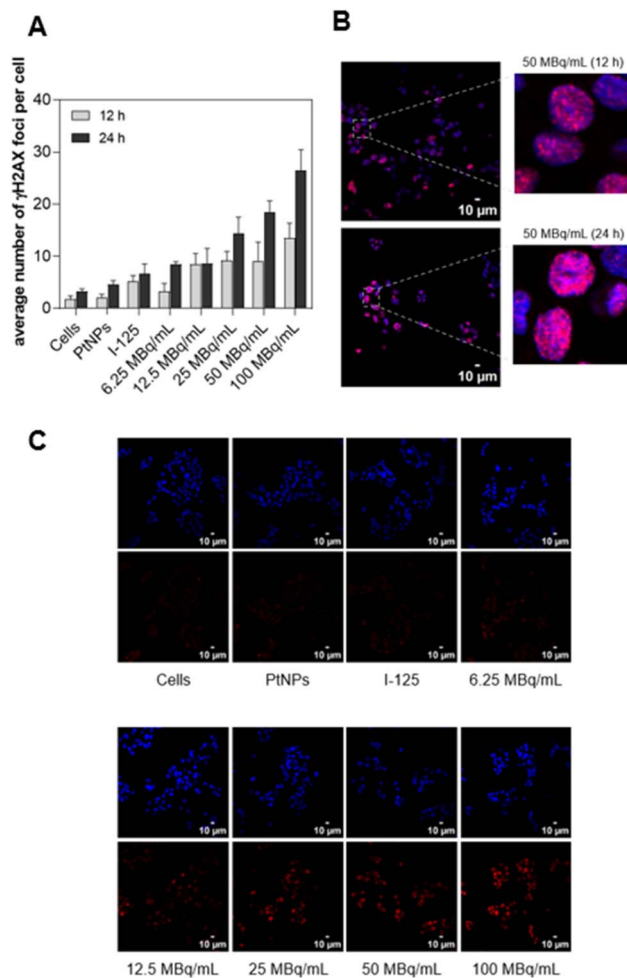 A
B
40
30
20
10
0
average number of γH2AX foci per cell
12 h
24 h
Cells
PtNPs
I-125
6.25 MBq/mL
12.5 MBq/mL
25 MBq/mL
50 MBq/mL
100 MBq/mL
50 MBq/mL (12 h)
10 µm
50 MBq/mL (24 h)
10 µm
C
10 µm 10 µm 10 µm 10 µm
10 µm 10 µm 10 µm 10 µm
Cells PtNPs I-125 6.25 MBq/mL
10 µm 10 µm 10 µm 10 µm
10 µm 10 µm 10 µm 10 µm
12.5 MBq/mL 25 MBq/mL 50 MBq/mL 100 MBq/mL